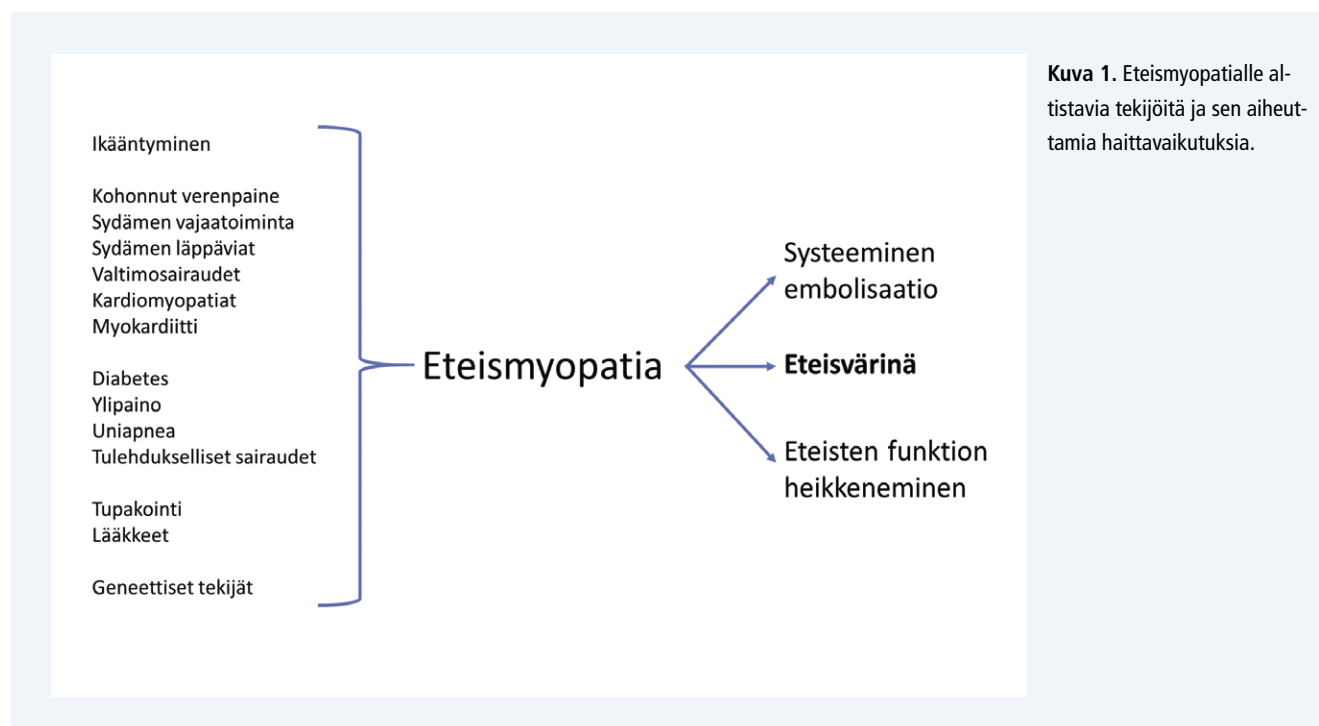 Ikääntyminen
Kohonnut verenpaine
Sydämen vajaatoiminta
Sydämen läppäviat
Valtimosairaudet
Kardiomyopatiat
Myokardiitti
Diabetes
Ylipaino
Uniapnea
Tulehdukselliset sairaudet
Tupakointi
Lääkkeet
Geneettiset tekijät
Eteismyopatia
Systeeminen
embolisaatio
Eteisvärinä
Eteisten funktion
heikkeneminen
Kuva 1. Eteismyopatialle al-
tistavia tekijöitä ja sen aiheut-
tamia haittavaikutuksia.